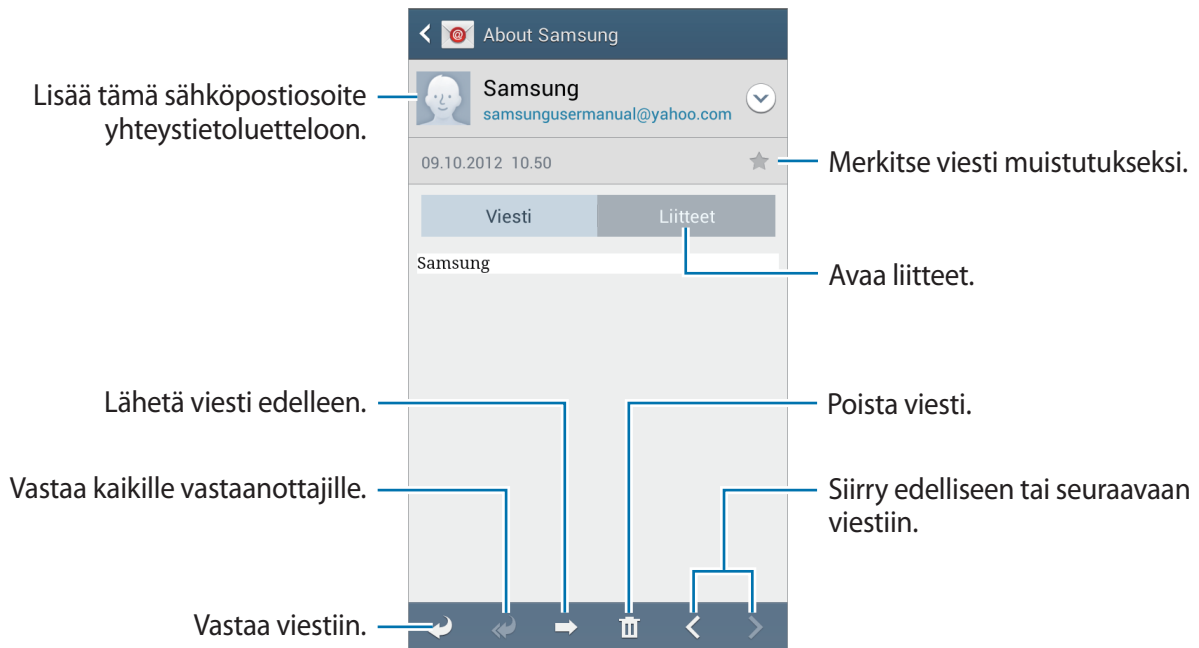 About Samsung
Lisää tämä sähköpostiosoite
yhteystietoluetteloon.
Samsung
samsungusermanual@yahoo.com
09.10.2012 10.50
Merkitse viesti muistutukseksi.
Viesti
Liitteet
Samsung
Avaa liitteet.
Lähetä viesti edelleen.
Poista viesti.
Vastaa kaikille vastaanottajille.
Siirry edelliseen tai seuraavaan
viestiin.
Vastaa viestiin.